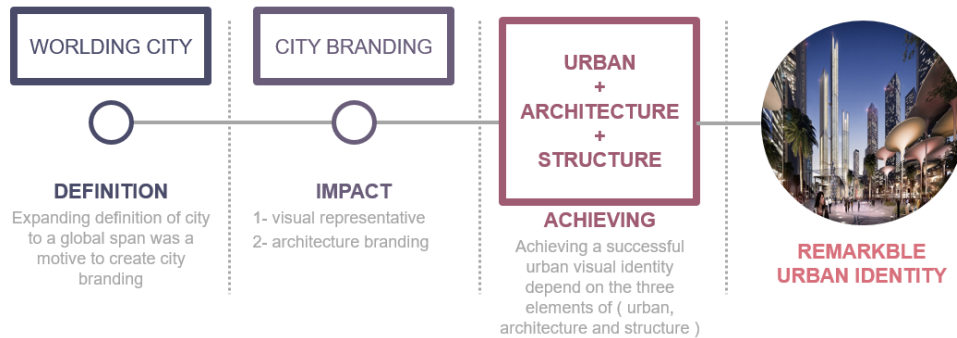 WORLDING CITY
DEFINITION
Expanding definition of city
to a global span was a
motive to create city
branding
CITY BRANDING
IMPACT
1- visual representative
2- architecture branding
URBAN
+
ARCHITECTURE
+
STRUCTURE
ACHIEVING
Achieving a successful
urban visual identity
depend on the three
elements of ( urban,
architecture and structure )
REMARKBLE
URBAN IDENTITY